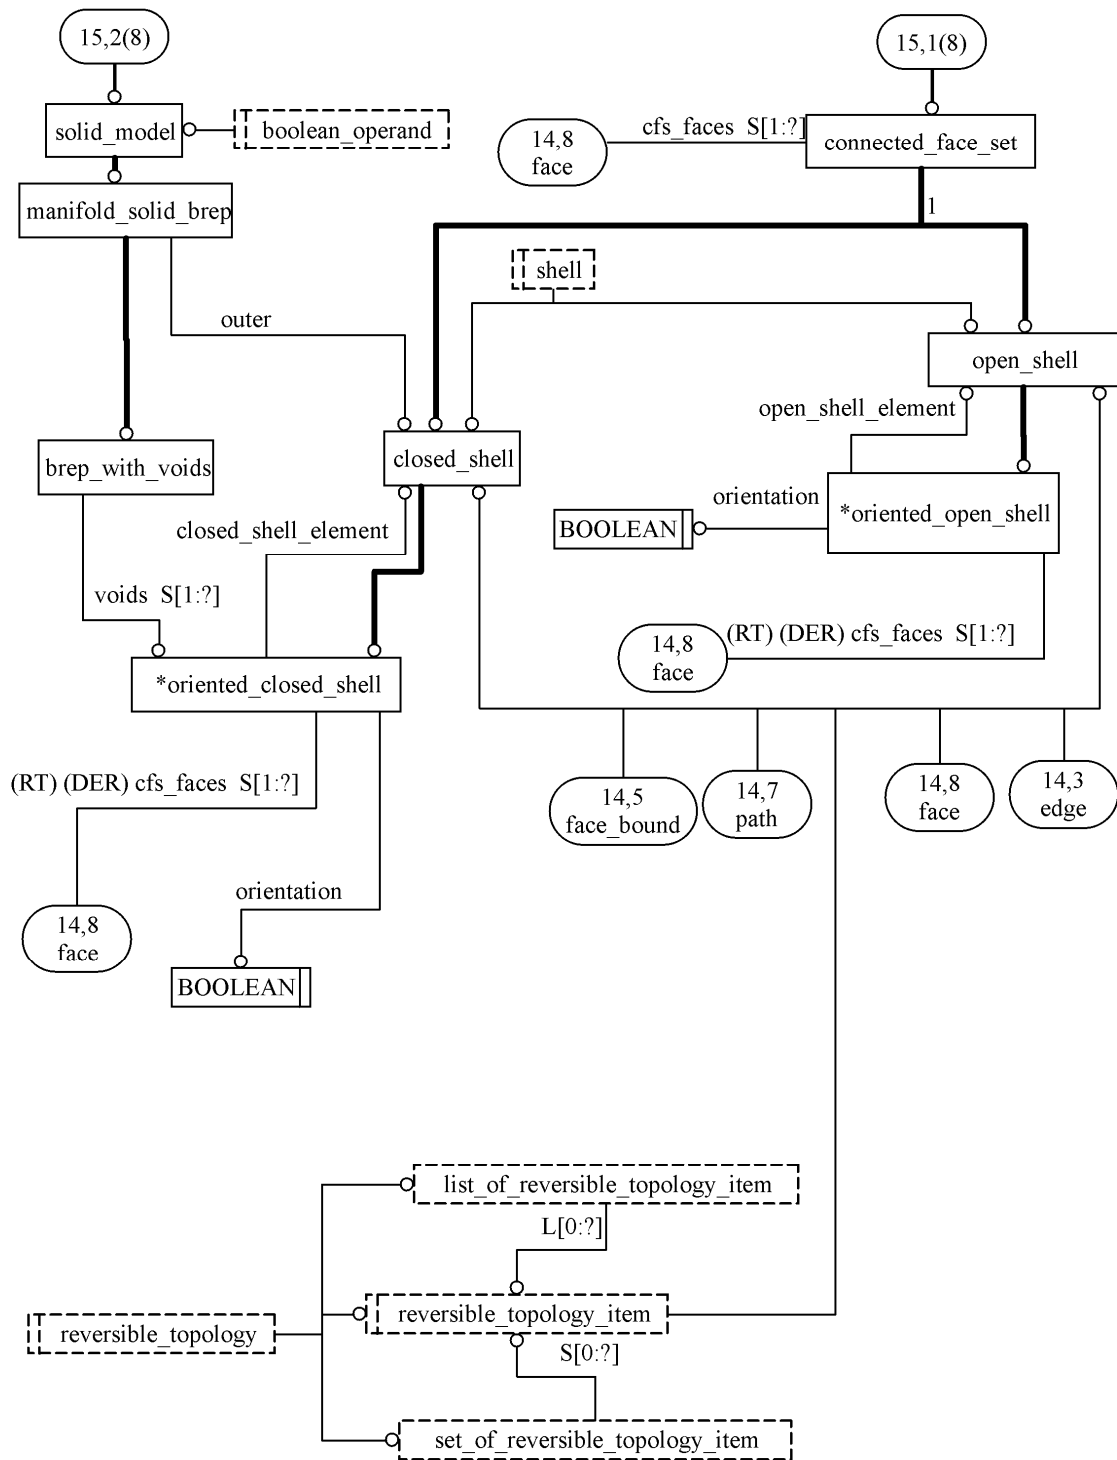 15,2(8)
15,1(8)
solid_model
boolean_operand
cfs_faces S[1:?]
14,8
face
connected_face_set
manifold_solid_brep
1
shell
outer
open_shell
open_shell_element
closed_shell
brep_with_voids
orientation
*oriented_open_shell
BOOLEAN
closed_shell_element
voids S[1:?]
14,8
face
(RT) (DER) cfs_faces S[1:?]
*oriented_closed_shell
(RT) (DER) cfs_faces S[1:?]
14,5
face_bound
14,7
path
14,8
face
14,3
edge
orientation
14,8
face
BOOLEAN
list_of_reversible_topology_item
L[0:?]
reversible_topology_item
reversible_topology
S[0:?]
set_of_reversible_topology_item